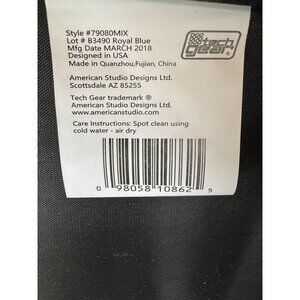 Style #79080MIX
Lot # B3490 Royal Blue
Mfg Date MARCH 2018
Designed in USA
Made in Quanzhou,Fujian, China
tech gear
American Studio Designs Ltd.
Scottsdale AZ 85255
Tech Gear trademark ®
American Studio Designs Ltd.
www.americanstudio.com
Care Instructions: Spot clean using
cold water - air dry
0 98058 10862 5